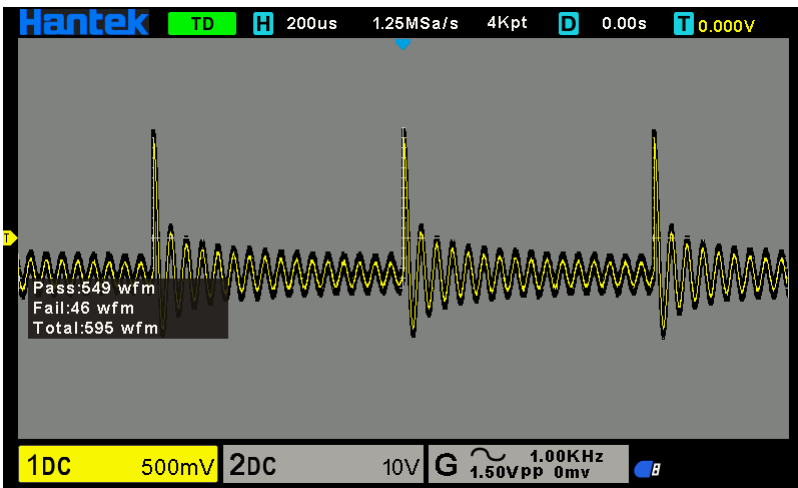 Hantek TD H 200us 1.25MSa/s 4Kpt D 0.00s T 0.000V
T
Pass:549 wfm
Fail:46 wfm
Total:595 wfm
1DC 500mV 2DC 10V G 1.00KHz
1.50Vpp 0mv